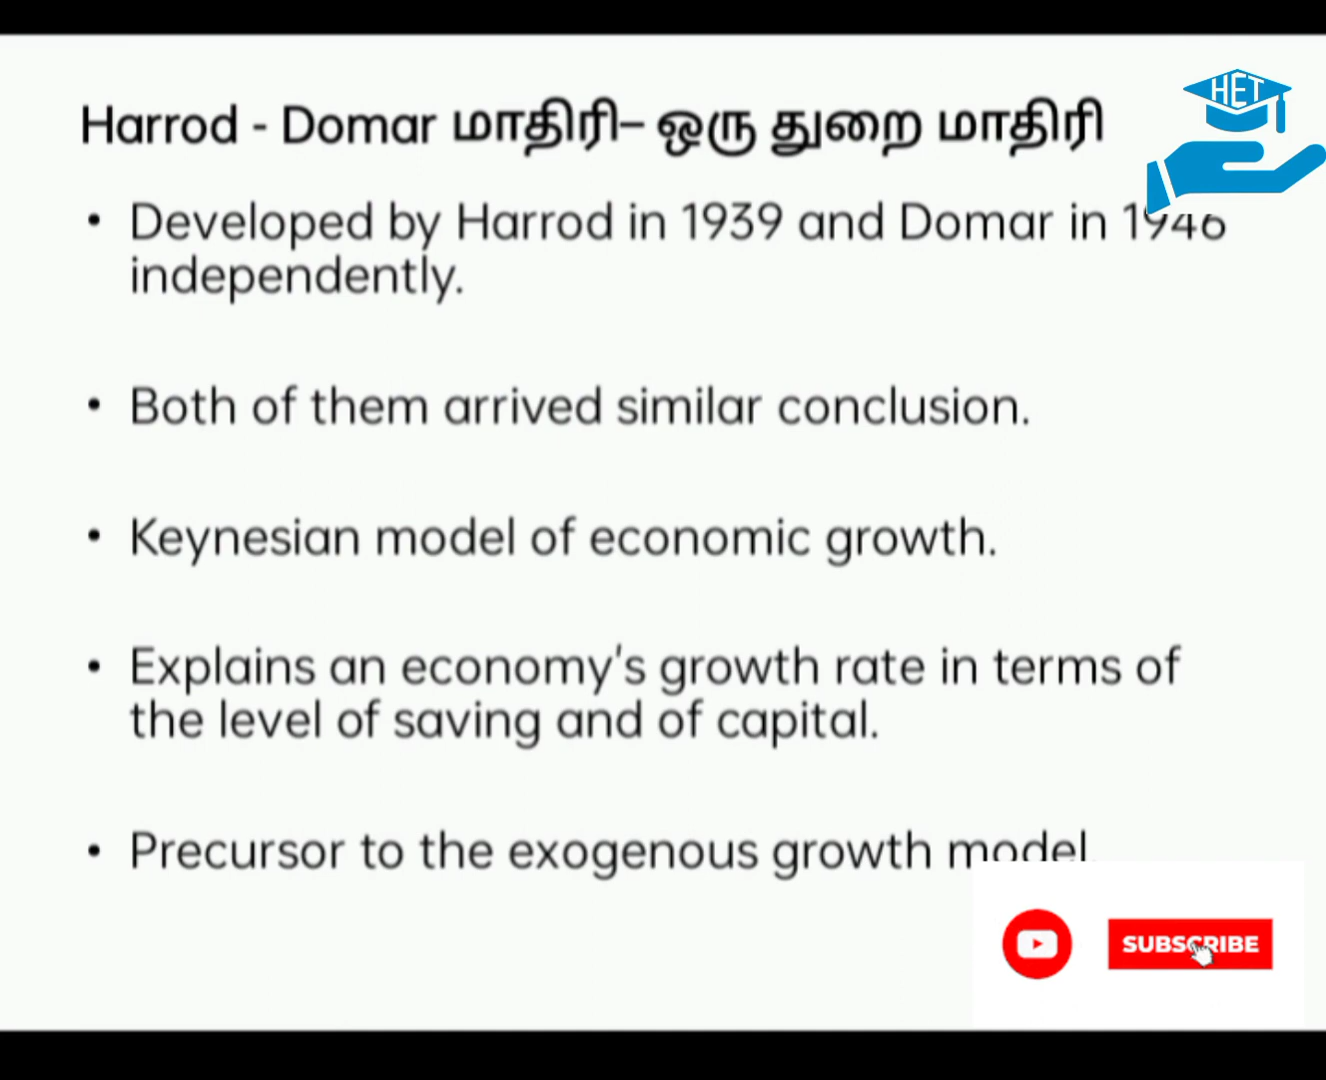 HET
Harrod - Domar மாதிரி– ஒரு துறை மாதிரி
• Developed by Harrod in 1939 and Domar in 1946
independently.
• Both of them arrived similar conclusion.
• Keynesian model of economic growth.
• Explains an economy's growth rate in terms of
the level of saving and of capital.
• Precursor to the exogenous growth model.
SUBSCRIBE